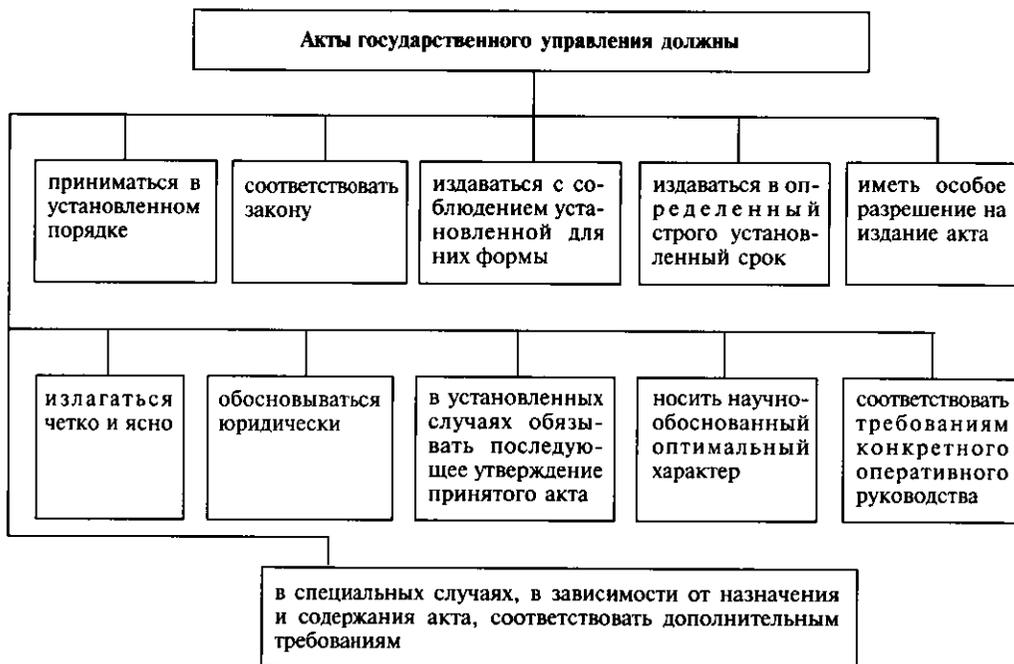 Акты государственного управления должны
приниматься в
установленном
порядке
соответствовать
закону
издаваться с со-
блюдением уста-
новленной для
них формы
издаваться в оп-
ределенный
строго установ-
ленный срок
иметь особое
разрешение на
издание акта
излагаться
четко и ясно
обосновываться
юридически
в установленных
случаях обязы-
вать последую-
щее утверждение
принятого акта
носить научно-
обоснованный
оптимальный
характер
соответствовать
требованиям
конкретного
оперативного
руководства
в специальных случаях, в зависимости от назначения
и содержания акта, соответствовать дополнительным
требованиям